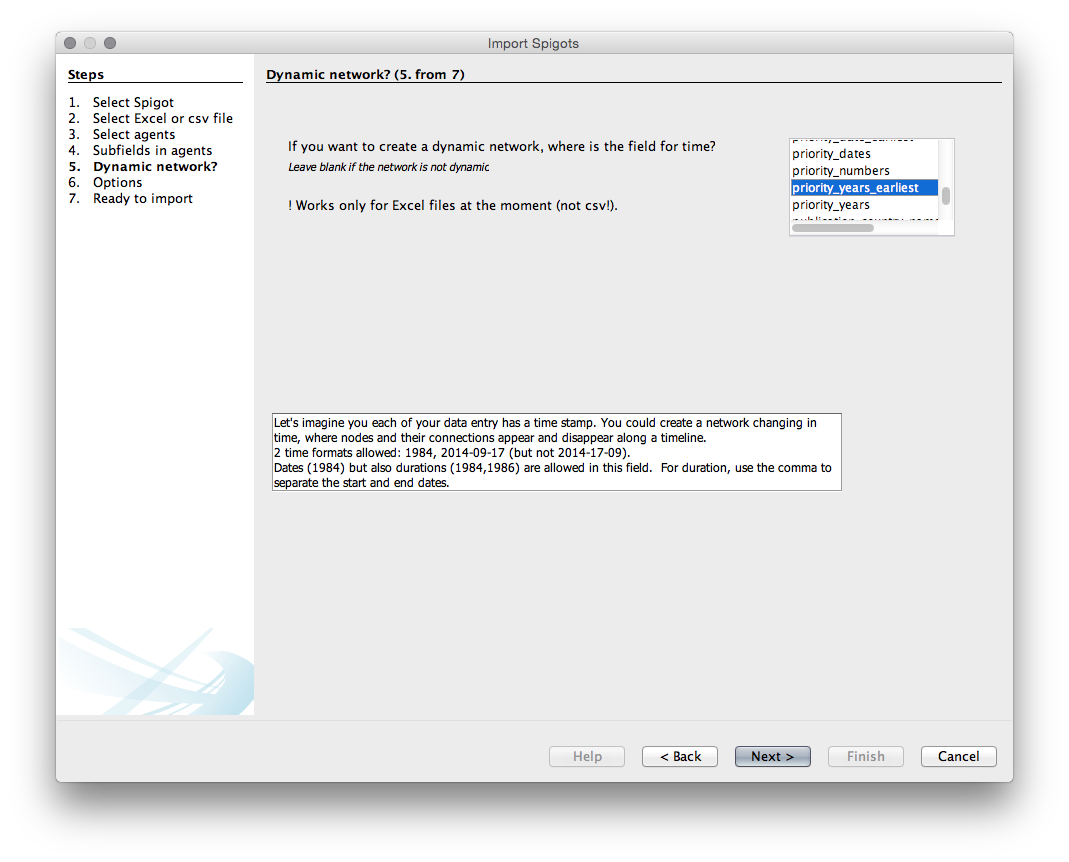 Import Spigots
Steps
1. Select Spigot
2. Select Excel or csv file
3. Select agents
4. Subfields in agents
5. Dynamic network?
6. Options
7. Ready to import
Dynamic network? (5. from 7)
If you want to create a dynamic network, where is the field for time?
Leave blank if the network is not dynamic
! Works only for Excel files at the moment (not csv!).
priority_dates
priority_numbers
priority_years_earliest
priority_years
Let's imagine you each of your data entry has a time stamp. You could create a network changing in
time, where nodes and their connections appear and disappear along a timeline.
2 time formats allowed: 1984, 2014-09-17 (but not 2014-17-09).
Dates (1984) but also durations (1984,1986) are allowed in this field.  For duration, use the comma to
separate the start and end dates.
Help
< Back
Next >
Finish
Cancel